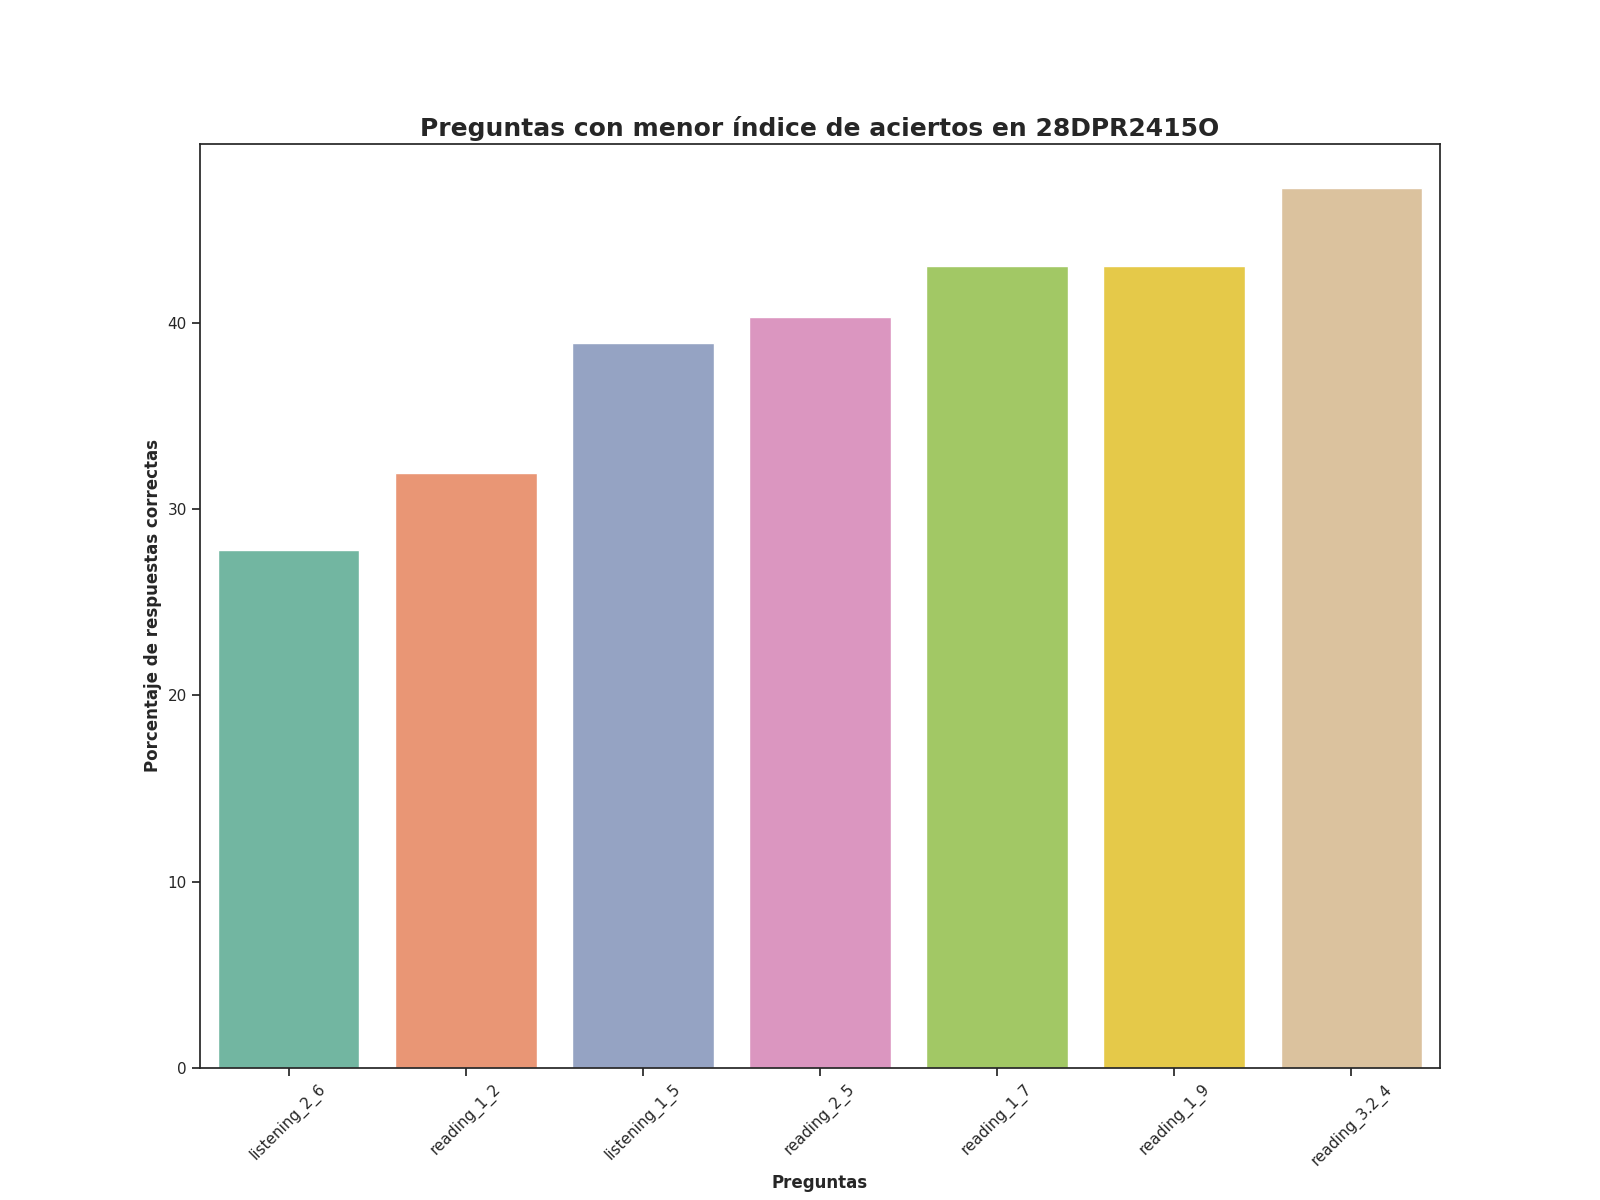 Preguntas con menor índice de aciertos en 28DPR2415O
Porcentaje de respuestas correctas
40
30
20
10
0
listening_2_6
reading_1_2
listening_1_5
reading_2_5
reading_1_7
reading_1_9
reading_3.2_4
Preguntas